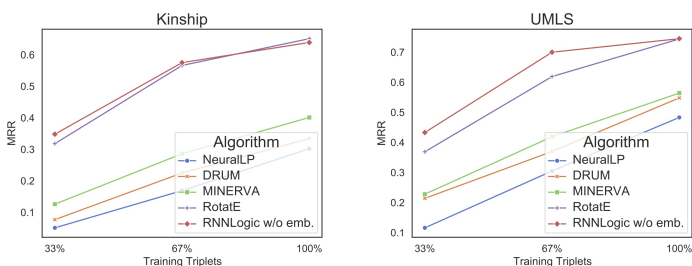 Kinship
MRR
0.6
0.5
0.4
0.3
0.2
0.1
Algorithm
NeuralLP
DRUM
MINERVA
RotatE
RNNLogic w/o emb.
33%
67%
100%
Training Triplets
UMLS
MRR
0.7
0.6
0.5
0.4
0.3
0.2
0.1
Algorithm
NeuralLP
DRUM
MINERVA
RotatE
RNNLogic w/o emb.
33%
67%
100%
Training Triplets